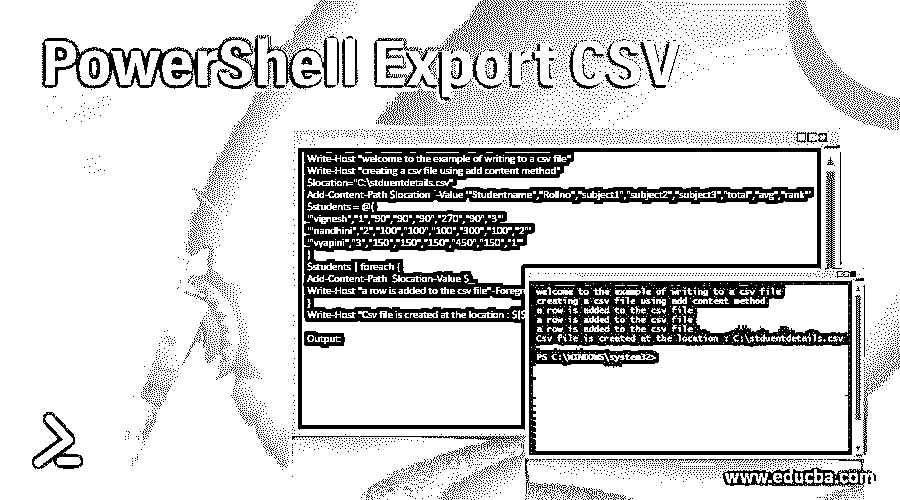 PowerShell Export CSV
Write-Host "welcome to the example of writing to a csv file"
Write-Host "creating a csv file using add content method"
$location="C:\stduentdetails.csv"
Add-Content-Path $location -Value '"Studentname","Rollno","subject1","subject2","subject3","total","avg","rank"'
$students = @(
'"vignesh","1","90","90","90","270","90","3"'
'"nandhini","2","100","100","100","300","100","2"'
'"vyapini","3","150","150","150","450","150","1"'
)
$students | foreach {
Add-Content-Path $location-Value $_
Write-Host "a row is added to the csv file"-Foregr
}
Write-Host "Csv file is created at the location : $($
Output:
welcome to the example of writing to a csv file
creating a csv file using add content method
a row is added to the csv file
a row is added to the csv file
a row is added to the csv file
Csv file is created at the location : C:\stduentdetails.csv
PS C:\WINDOWS\system32>
www.educba.com